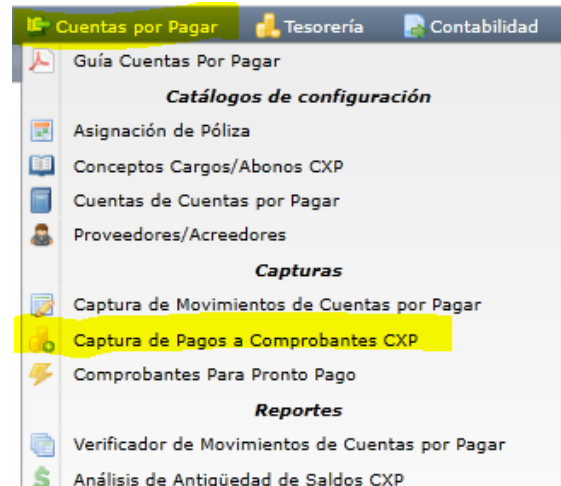 Cuentas por Pagar Tesorería Contabilidad
Guía Cuentas Por Pagar
Catálogos de configuración
Asignación de Póliza
Conceptos Cargos/Abonos CXP
Cuentas de Cuentas por Pagar
Proveedores/Acreedores
Capturas
Captura de Movimientos de Cuentas por Pagar
Captura de Pagos a Comprobantes CXP
Comprobantes Para Pronto Pago
Reportes
Verificador de Movimientos de Cuentas por Pagar
Análisis de Antigüedad de Saldos CXP